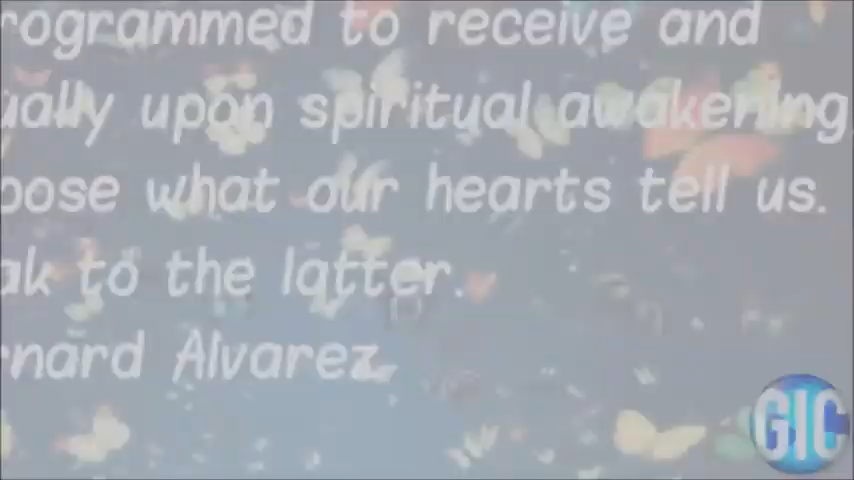 rogrammed to receive and
ually upon spiritual awakening
oose what our hearts tell us.
ak to the latter.
rnard Alvarez
GIC